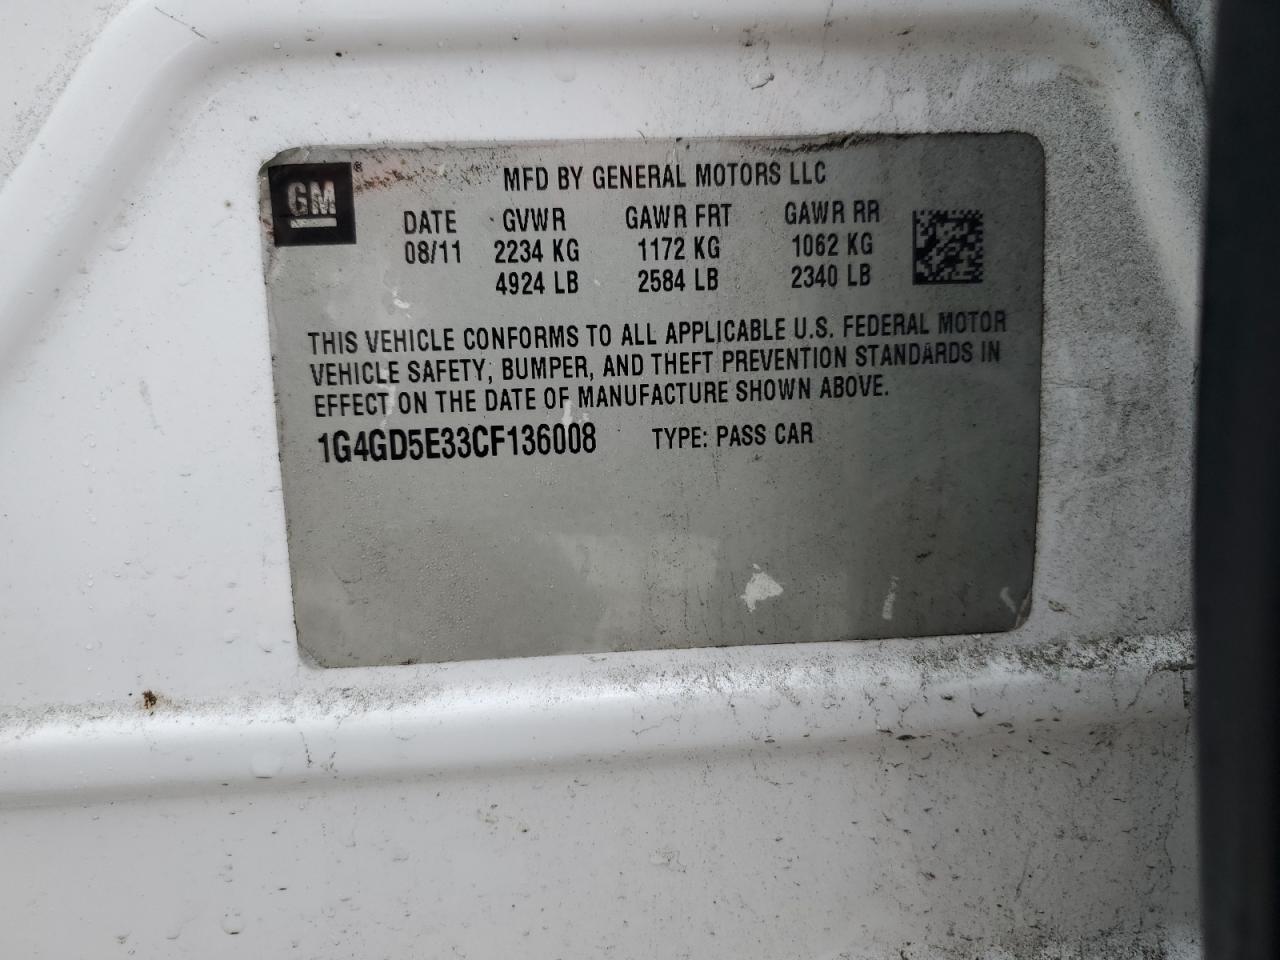 GM ®
MFD BY GENERAL MOTORS LLC
DATE GVWR GAWR FRT GAWR RR
08/11 2234 KG 1172 KG 1062 KG
4924 LB 2584 LB 2340 LB
THIS VEHICLE CONFORMS TO ALL APPLICABLE U.S. FEDERAL MOTOR
VEHICLE SAFETY, BUMPER, AND THEFT PREVENTION STANDARDS IN
EFFECT ON THE DATE OF MANUFACTURE SHOWN ABOVE.
1G4GD5E33CF136008 TYPE: PASS CAR